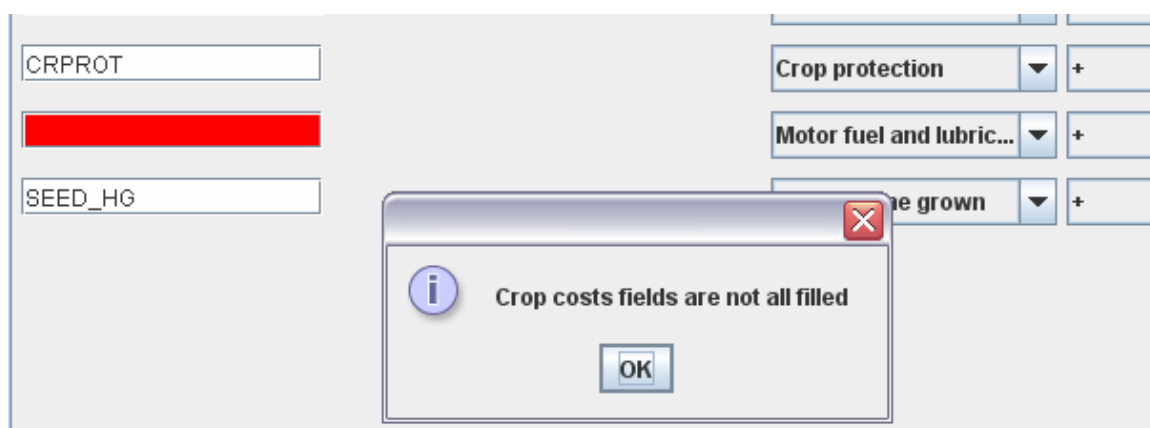 CRPROT
Crop protection
+
Motor fuel and lubric...
+
SEED_HG
ne grown
+
i
Crop costs fields are not all filled
OK